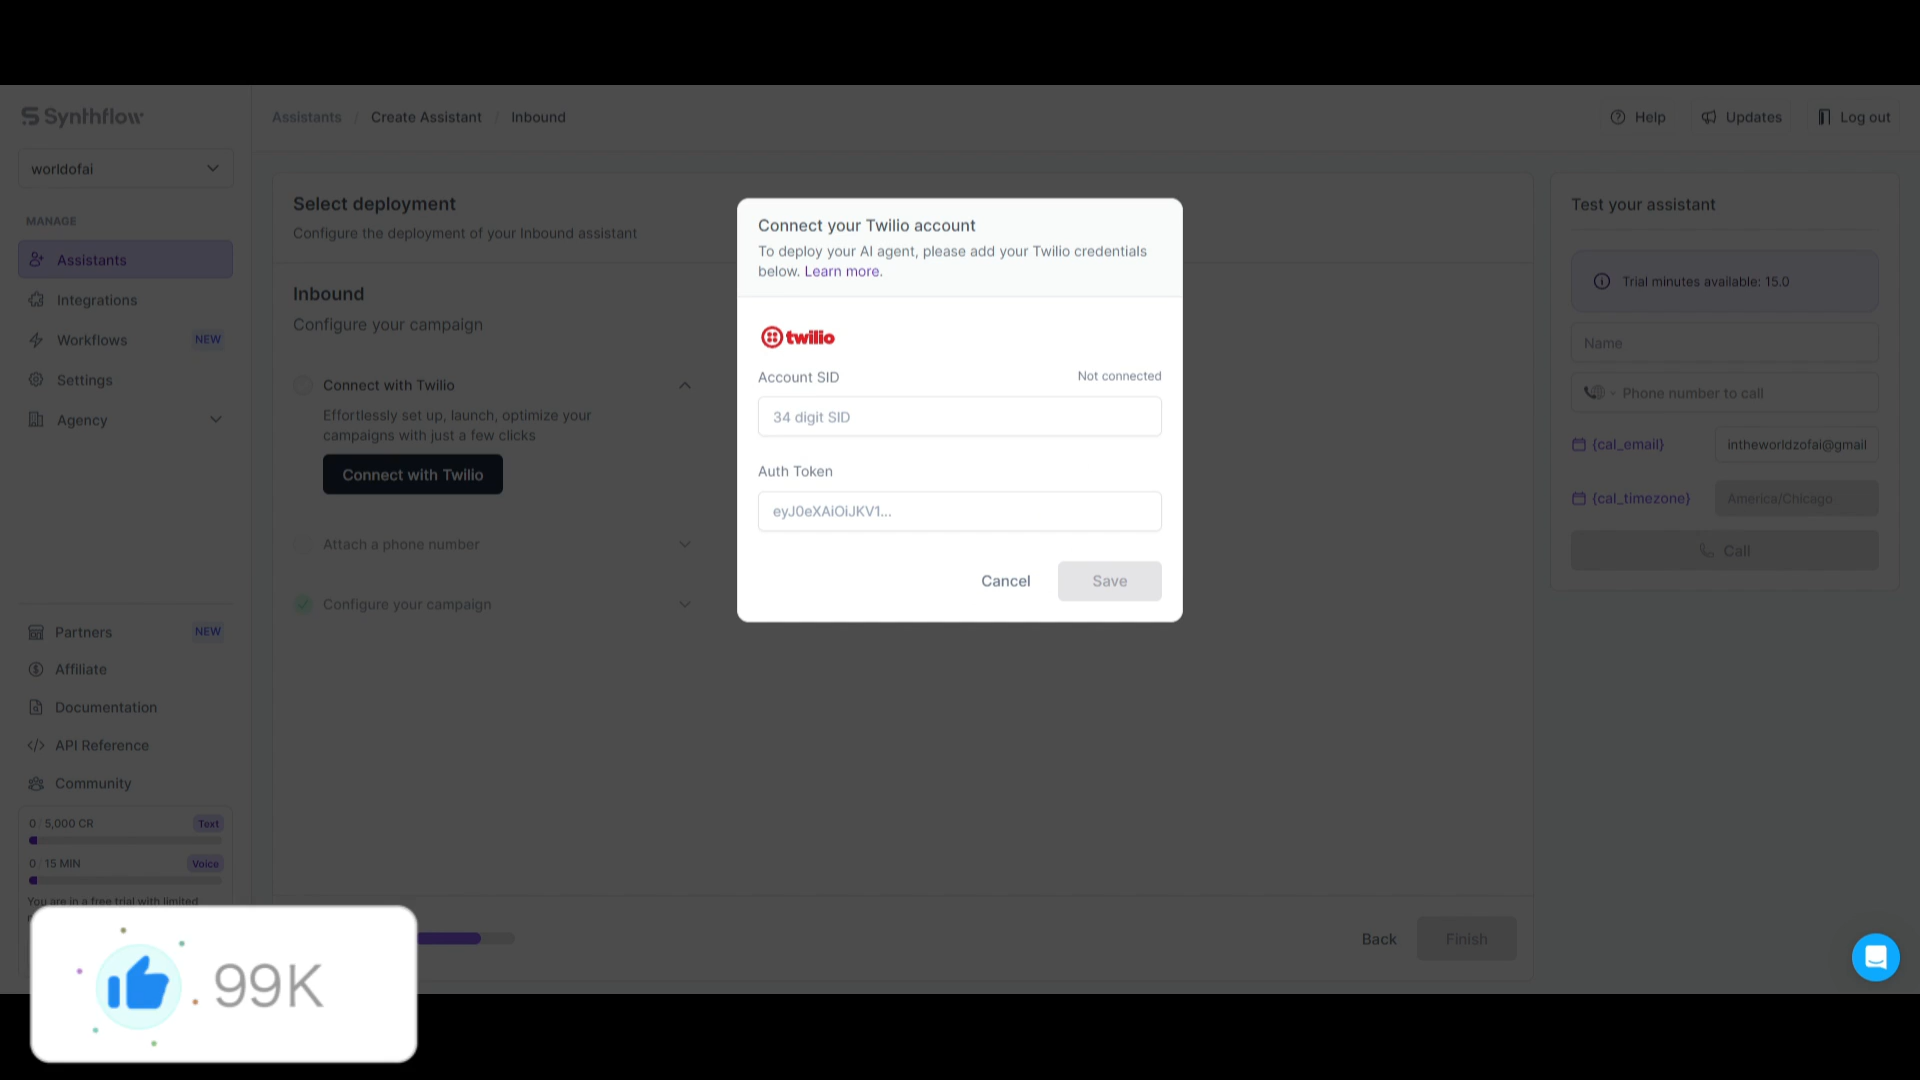 Synthflow
worldofai
MANAGE
Assistants
Integrations
Workflows NEW
Settings
Agency
Partners NEW
Affiliate
Documentation
API Reference
Community
0 / 5,000 CR Text
0 / 15 MIN Voice
You are in a free trial with limited
Assistants / Create Assistant / Inbound
Help
Updates
Log out
Select deployment
Configure the deployment of your Inbound assistant
Inbound
Configure your campaign
Connect with Twilio
Effortlessly set up, launch, optimize your
campaigns with just a few clicks
Connect with Twilio
Attach a phone number
Configure your campaign
Back
Finish
Connect your Twilio account
To deploy your AI agent, please add your Twilio credentials
below. Learn more.
twilio
Account SID Not connected
34 digit SID
Auth Token
eyJ0eXAiOiJKV1...
Cancel
Save
Test your assistant
Trial minutes available: 15.0
Name
Phone number to call
{cal_email} intheworldzofai@gmail
{cal_timezone} America/Chicago
Call
99K